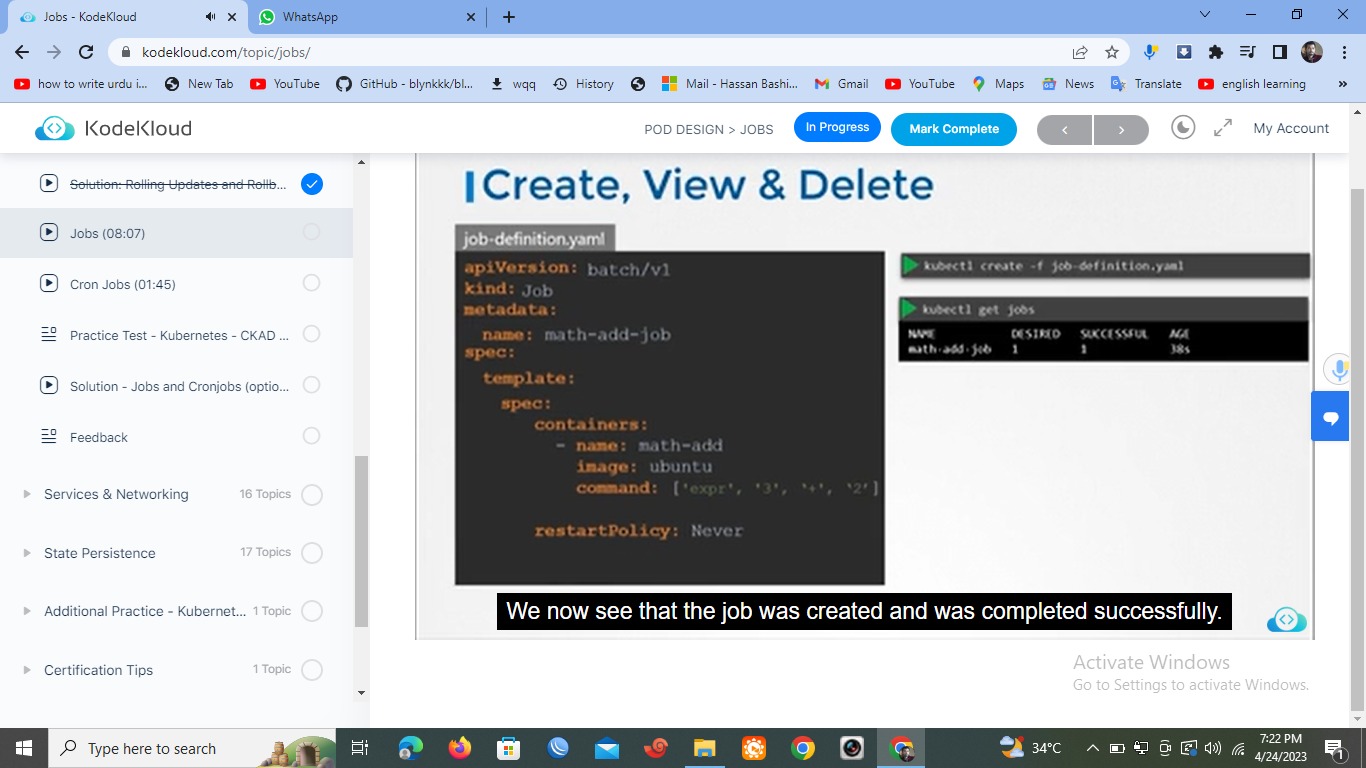 Jobs - KodeKloud
WhatsApp
kodekloud.com/topic/jobs/
how to write urdu i...
New Tab
YouTube
GitHub - blynkkk/bl...
wqq
History
Mail - Hassan Bashi...
Gmail
YouTube
Maps
News
Translate
english learning
»
KodeKloud
POD DESIGN > JOBS
In Progress
Mark Complete
My Account
Solution: Rolling Updates and Rollb...
Jobs (08:07)
Cron Jobs (01:45)
Practice Test - Kubernetes - CKAD ...
Solution - Jobs and Cronjobs (optio...
Feedback
Services & Networking 16 Topics
State Persistence 17 Topics
Additional Practice - Kubernet... 1 Topic
Certification Tips 1 Topic
Create, View & Delete
job-definition.yaml
apiVersion: batch/v1
kind: Job
metadata:
name: math-add-job
spec:
template:
spec:
containers:
- name: math-add
image: ubuntu
command: ['expr', '3', '+', '2']
restartPolicy: Never
kubectl create -f job-definition.yaml
kubectl get jobs
NAME DESIRED SUCCESSFUL AGE
math-add-job 1 1 38s
We now see that the job was created and was completed successfully.
Activate Windows
Go to Settings to activate Windows.
Type here to search
34°C
7:22 PM
4/24/2023
1